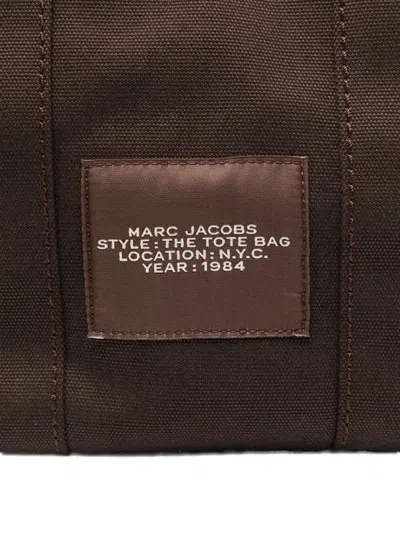 MARC JACOBS
STYLE : THE TOTE BAG
LOCATION : N.Y.C.
YEAR : 1984